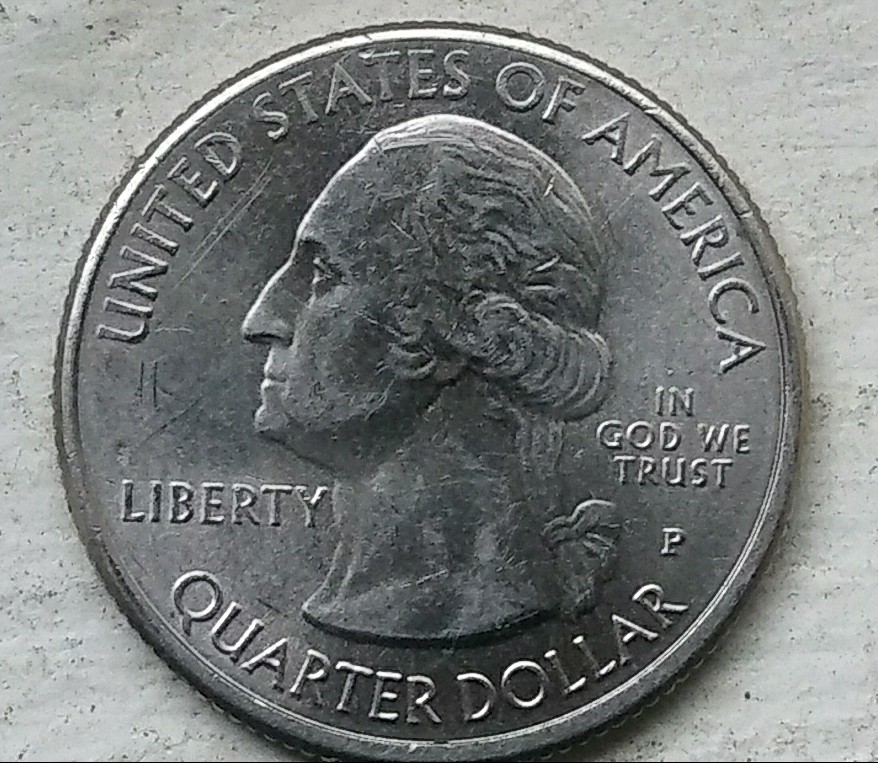 UNITED STATES OF AMERICA
LIBERTY
IN
GOD WE
TRUST
P
QUARTER DOLLAR